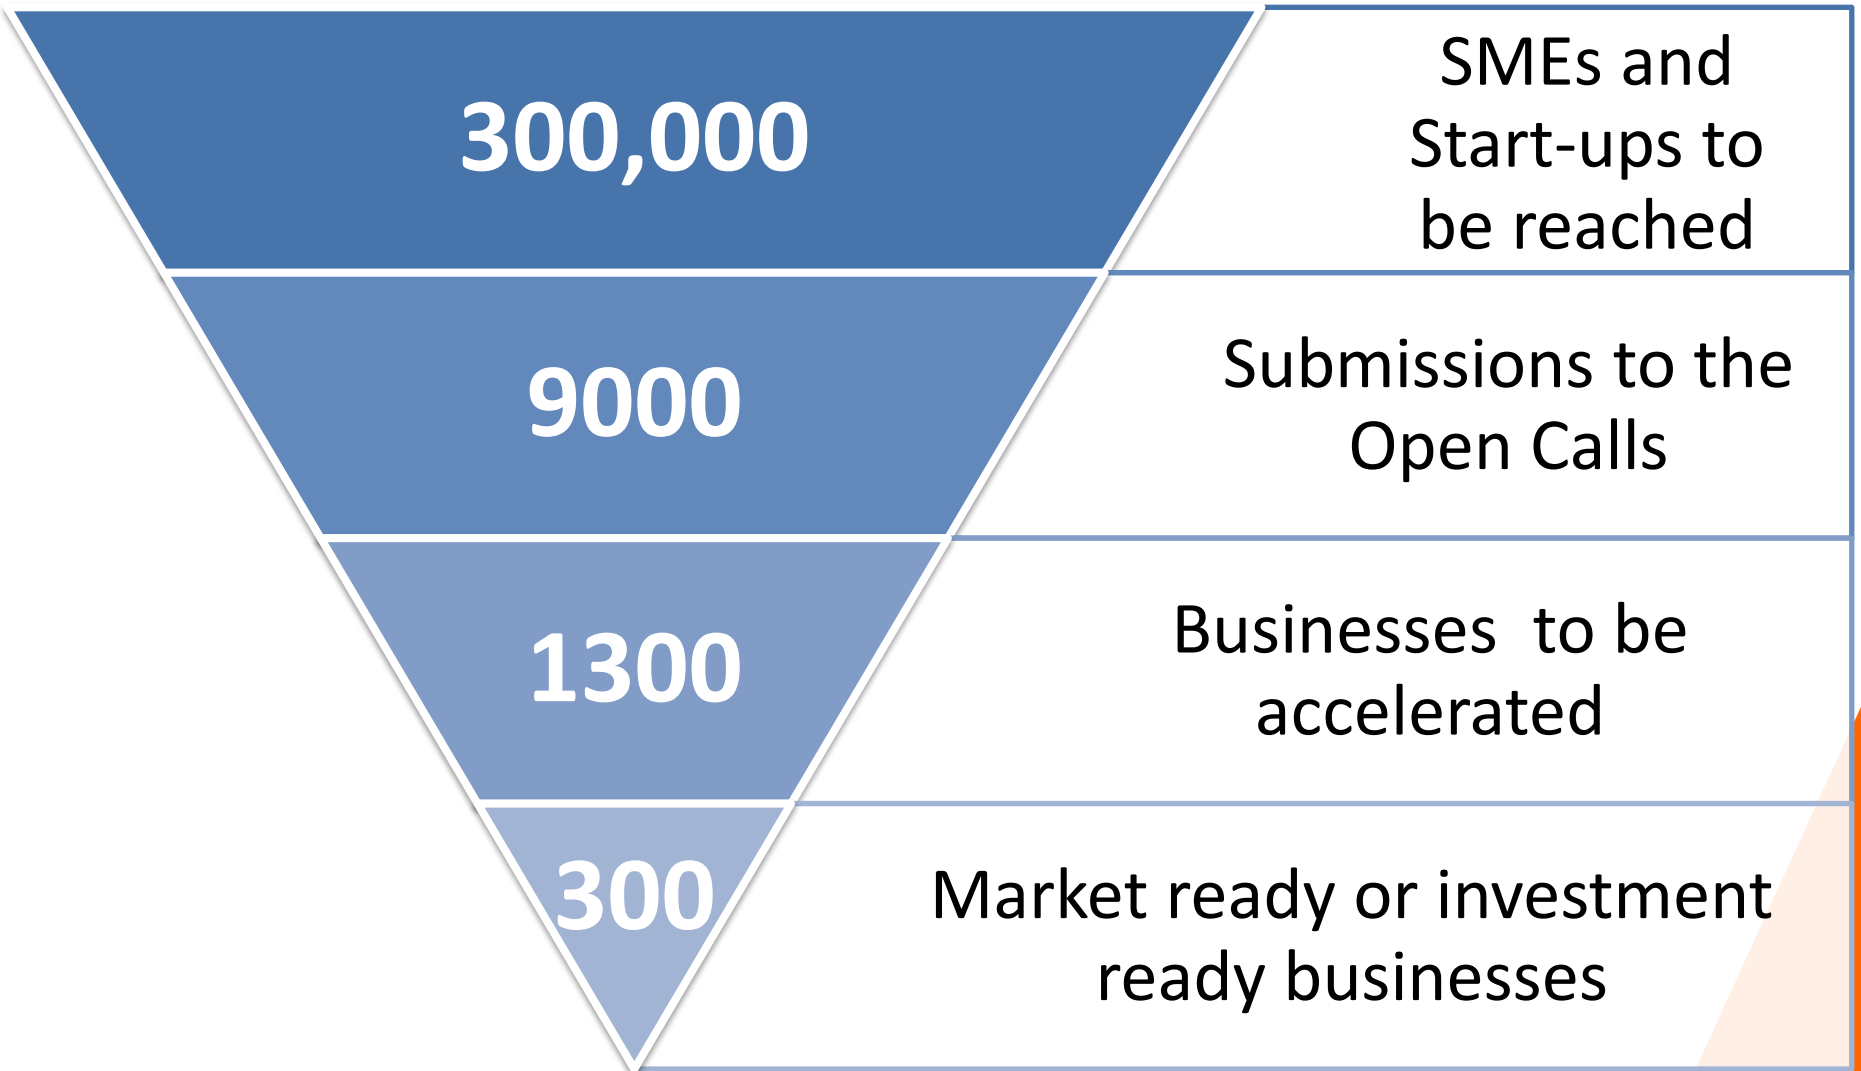 300,000
SMEs and
Start-ups to
be reached
9000
Submissions to the
Open Calls
1300
Businesses  to be
accelerated
300
Market ready or investment
ready businesses